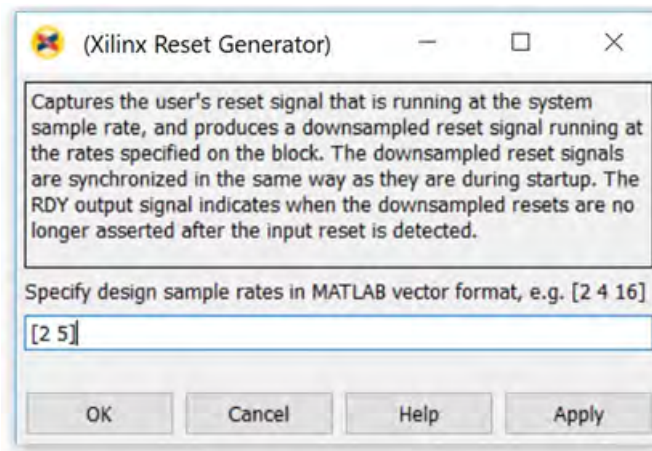 (Xilinx Reset Generator)
Captures the user's reset signal that is running at the system
sample rate, and produces a downsampled reset signal running at
the rates specified on the block. The downsampled reset signals
are synchronized in the same way as they are during startup. The
RDY output signal indicates when the downsampled resets are no
longer asserted after the input reset is detected.
Specify design sample rates in MATLAB vector format, e.g. [2 4 16]
[2 5]
OK Cancel Help Apply